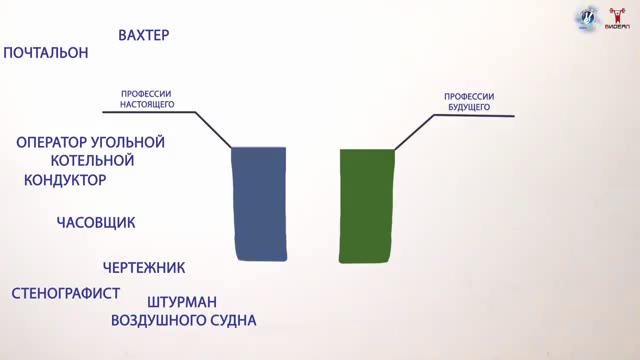 ВАХТЕР
ПОЧТАЛЬОН
ПРОФЕССИИ
НАСТОЯЩЕГО
ПРОФЕССИИ
БУДУЩЕГО
ОПЕРАТОР УГОЛЬНОЙ
КОТЕЛЬНОЙ
КОНДУКТОР
ЧАСОВЩИК
ЧЕРТЕЖНИК
СТЕНОГРАФИСТ
ШТУРМАН
ВОЗДУШНОГО СУДНА